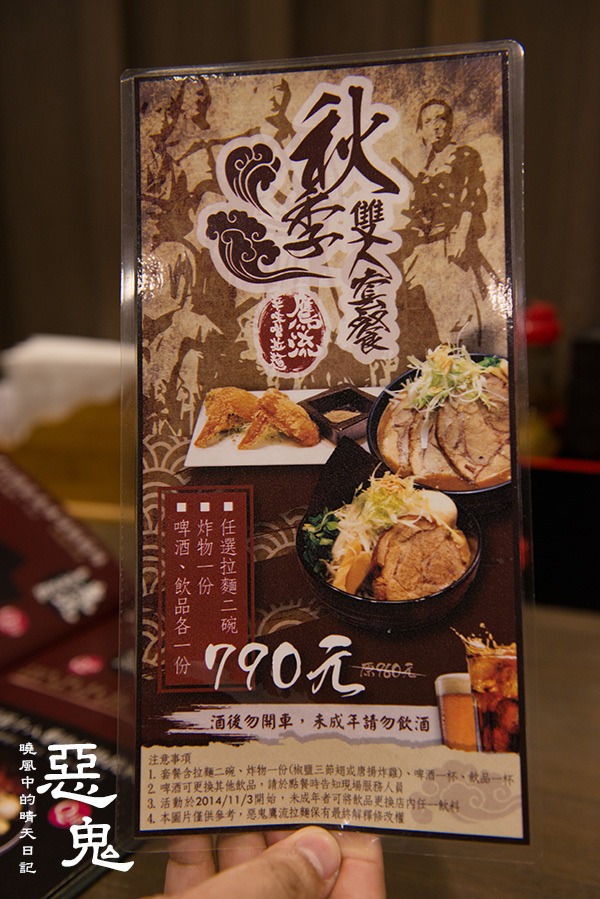 秋季
雙人套餐
鷹流
■任選拉麵二碗
■炸物一份
■啤酒、飲品各一份
790元
原960元
酒後勿開車，未成年請勿飲酒
注意事項
1. 套餐含拉麵二碗、炸物一份(椒鹽三節翅或唐揚炸雞)、啤酒一杯、飲品一杯
2. 啤酒可更換其他飲品，請於點餐時告知現場服務人員
3. 活動於2014/11/3開始，未成年者可將飲品更換店內任一飲料
4. 本圖片僅供參考，惡鬼鷹流拉麵保有最終解釋修改權
惡鬼
曉風中的晴天日記